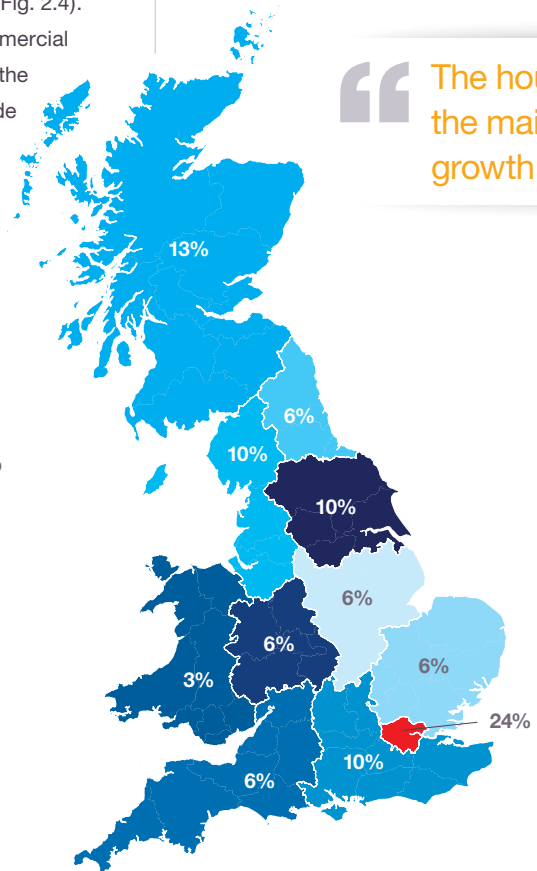 Fig. 2.4).
mercial
the
de
“
The hou
the mai
growth
13%
6%
10%
10%
6%
6%
6%
3%
24%
10%
6%